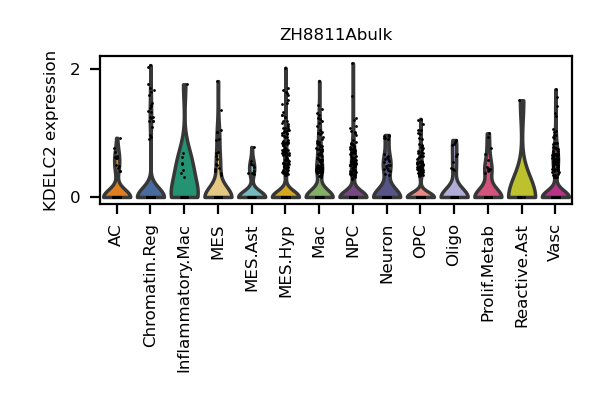 ZH8811Abulk
KDELC2 expression
2
0
AC
Chromatin.Reg
Inflammatory.Mac
MES
MES.Ast
MES.Hyp
Mac
NPC
Neuron
OPC
Oligo
Prolif.Metab
Reactive.Ast
Vasc